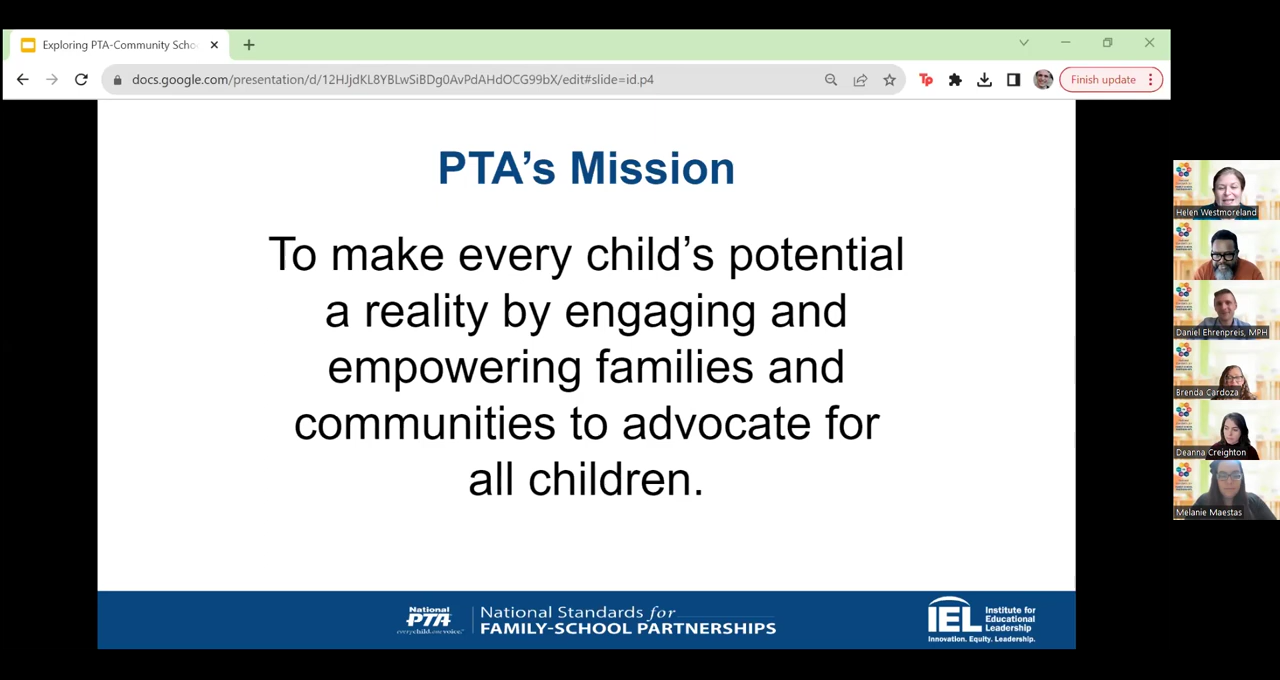 Exploring PTA-Community Scho
docs.google.com/presentation/d/12HJjdKL8YBLwSiBDg0AvPdAHdOCG99bX/edit#slide=id.p4
Tp
Finish update
PTA's Mission
To make every child's potential
a reality by engaging and
empowering families and
communities to advocate for
all children.
National
PTA
everychild.onevoice.
National Standards for
FAMILY-SCHOOL PARTNERSHIPS
IEL
Institute for
Educational
Leadership
Innovation. Equity. Leadership.
Helen Westmoreland
Daniel Ehrenpreis, MPH
Brenda Cardoza
Deanna Creighton
Melanie Maestas